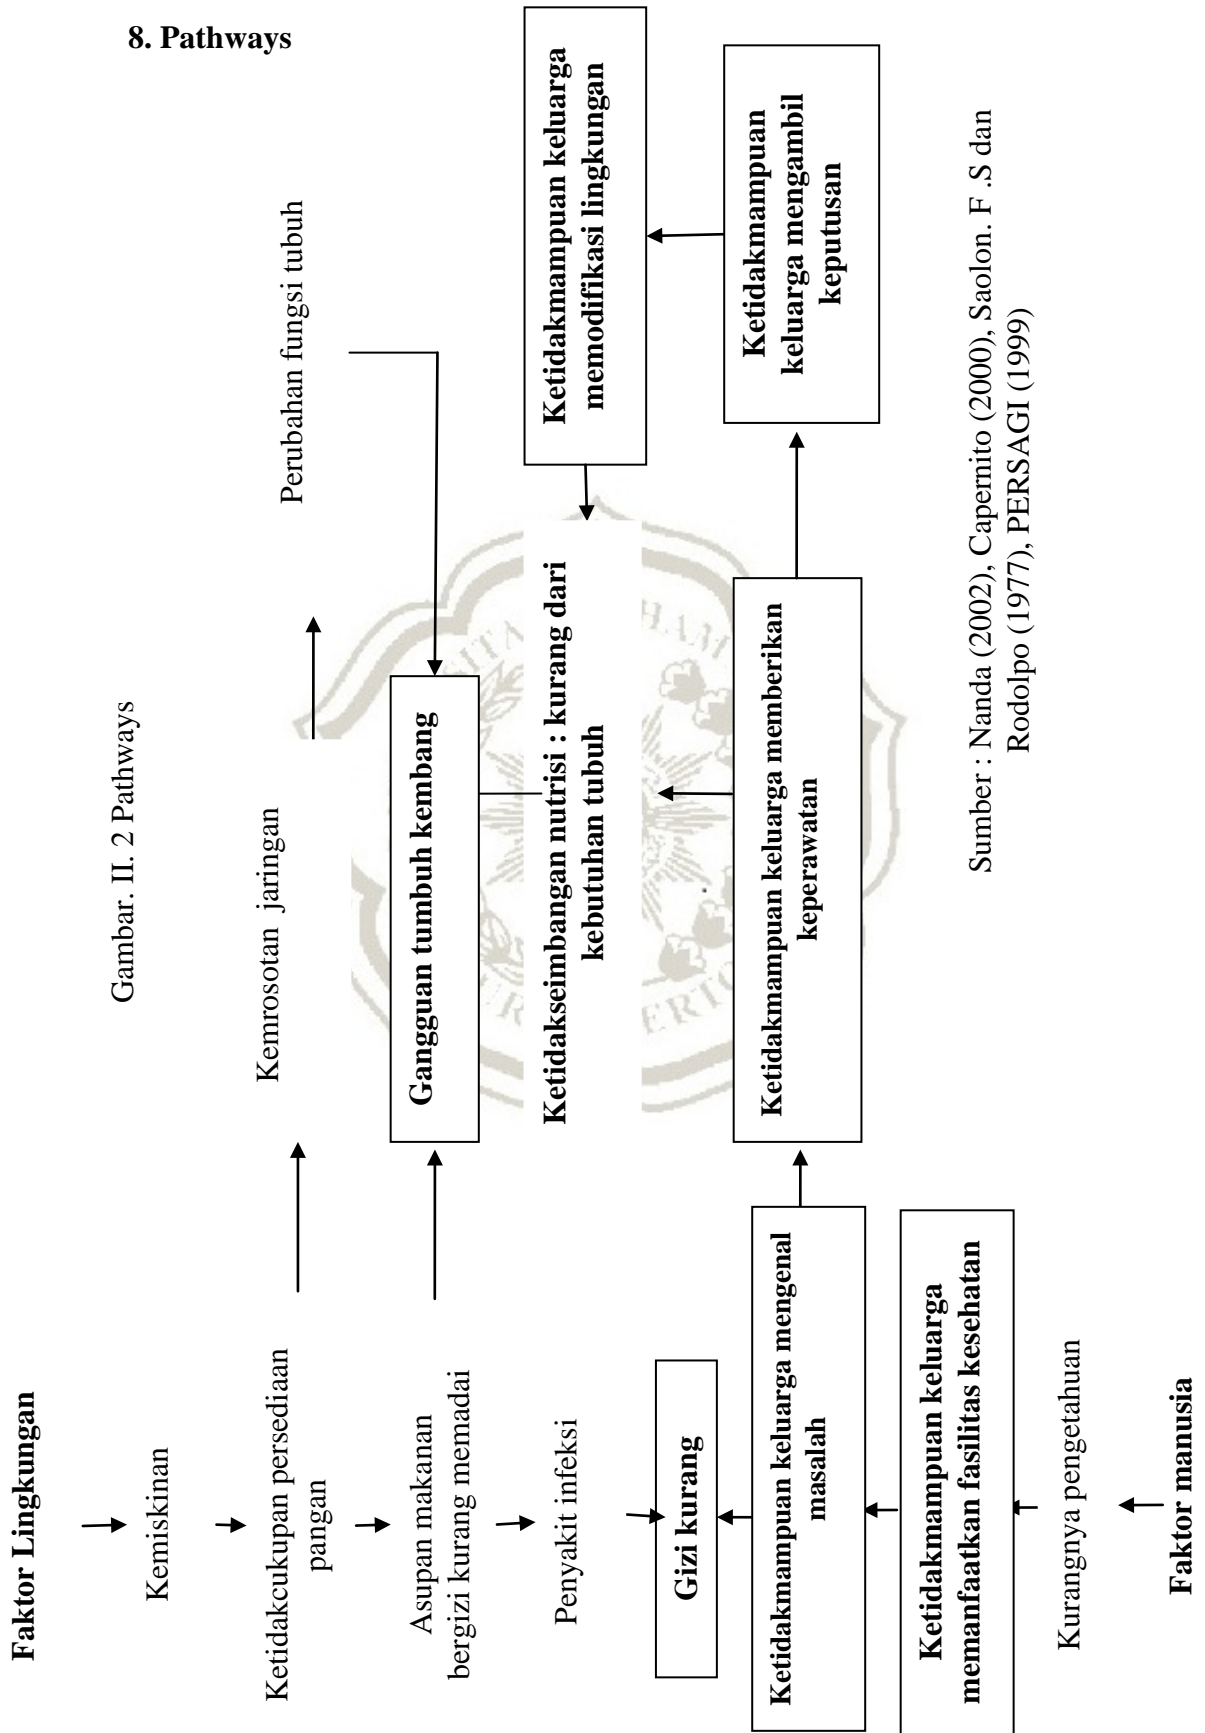 8. Pathways
Gambar. II. 2 Pathways
Faktor Lingkungan
Kemiskinan
Ketidakcukupan persediaan
pangan
Kemrosotan  jaringan
Perubahan fungsi tubuh
Asupan makanan
bergizi kurang memadai
Gangguan tumbuh kembang
Penyakit infeksi
Ketidakseimbangan nutrisi : kurang dari
kebutuhan tubuh
Ketidakmampuan keluarga
memodifikasi lingkungan
Gizi kurang
Ketidakmampuan keluarga mengenal
masalah
Ketidakmampuan keluarga memberikan
keperawatan
Ketidakmampuan
keluarga mengambil
keputusan
Ketidakmampuan keluarga
memanfaatkan fasilitas kesehatan
Kurangnya pengetahuan
Faktor manusia
Sumber : Nanda (2002), Capernito (2000), Saolon. F .S dan
Rodolpo (1977), PERSAGI (1999)